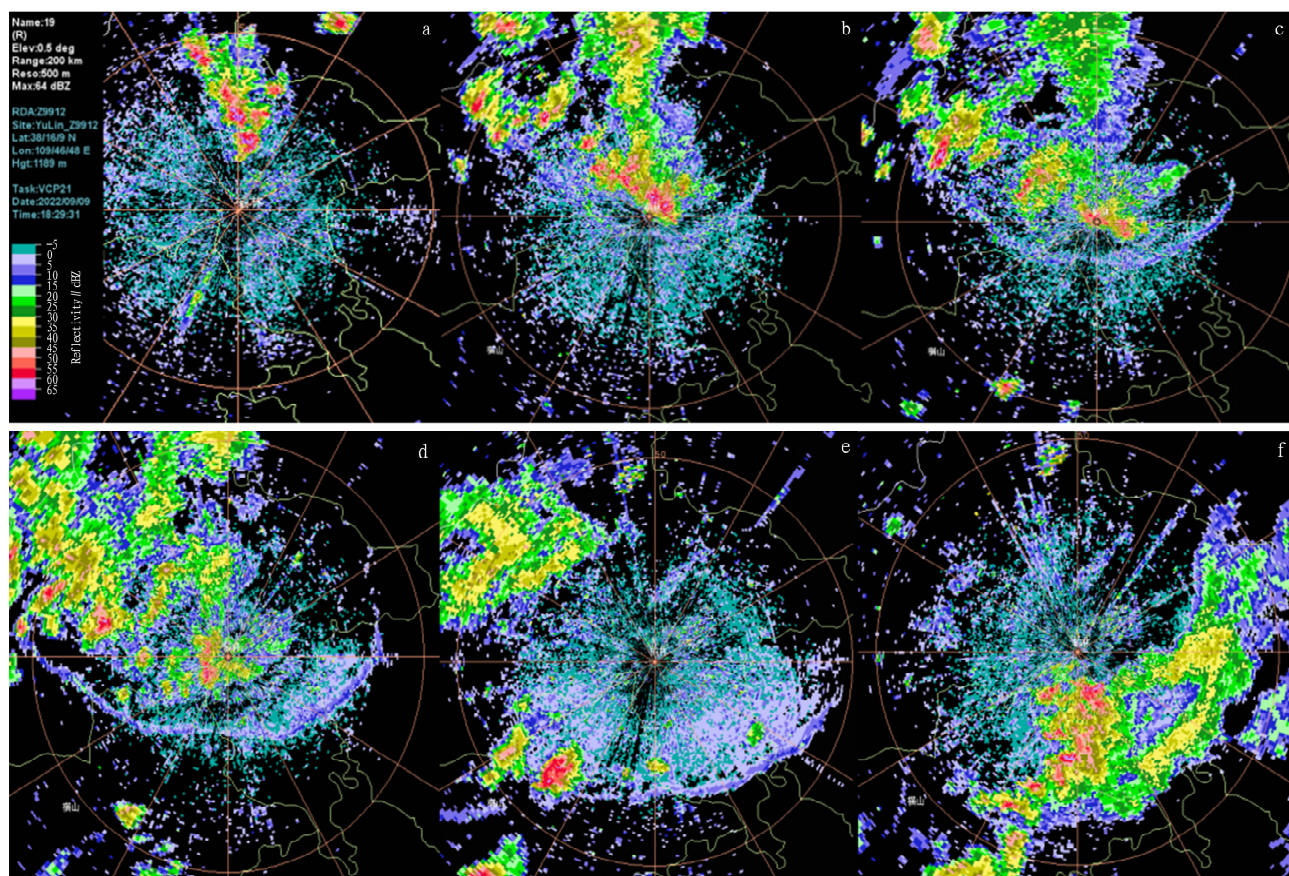 Name:19
(R)
Elev:0.5 deg
Range:200 km
Reso:500 m
Max:64 dBZ
RDA:Z9912
Site:YuLin_Z9912
Lat:38/16/9 N
Lon:109/46/48 E
Hgt:1189 m
Task:VCP21
Date:2022/09/09
Time:18:29:31
-5
0
5
10
15
20
25
30
35
40
45
50
55
60
65
Reflectivity//dBZ
a
b
c
横山
横山
d
e
f
50
50
横山
横山
横山